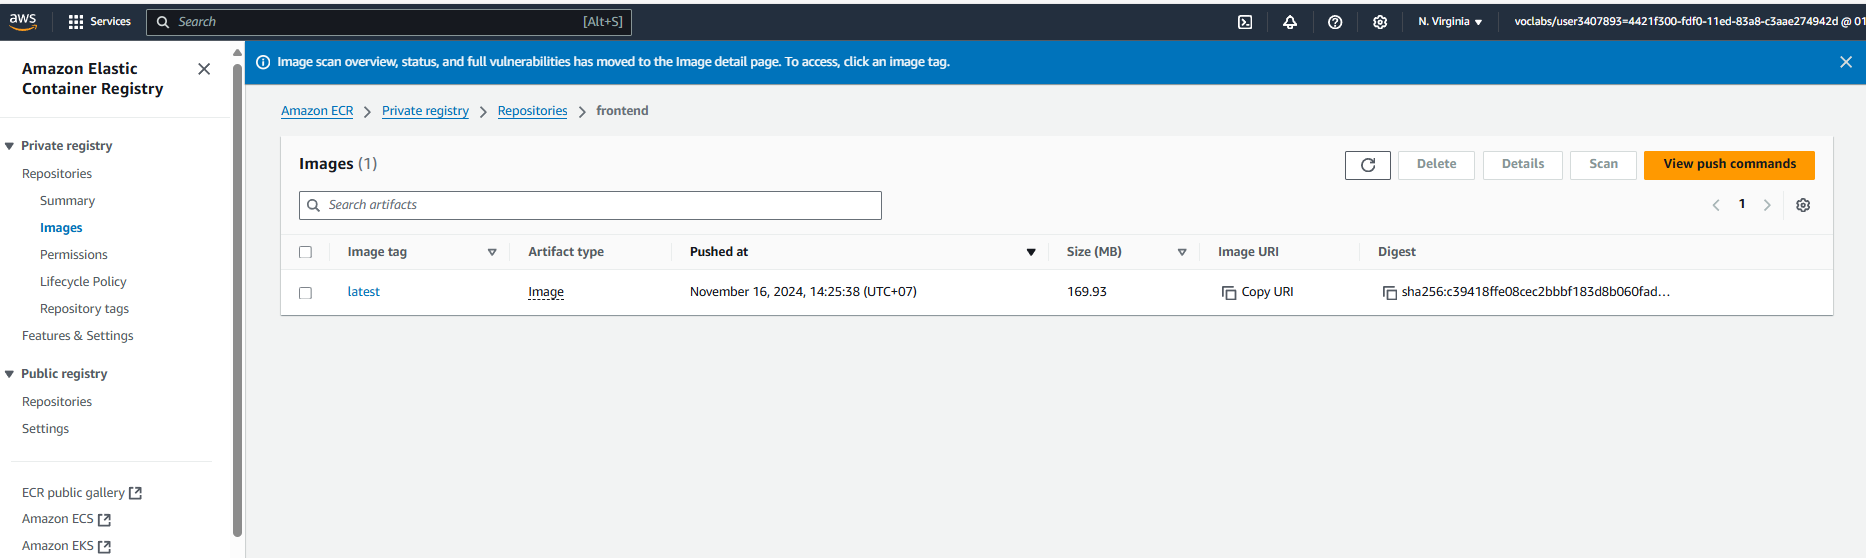 aws
Services
Search
[Alt+S]
N. Virginia
voclabs/user3407893=4421f300-fdf0-11ed-83a8-c3aae274942d @ 01
Amazon Elastic
Container Registry
Private registry
Repositories
Summary
Images
Permissions
Lifecycle Policy
Repository tags
Features & Settings
Public registry
Repositories
Settings
ECR public gallery
Amazon ECS
Amazon EKS
Image scan overview, status, and full vulnerabilities has moved to the Image detail page. To access, click an image tag.
Amazon ECR > Private registry > Repositories > frontend
Images (1)
Delete
Details
Scan
View push commands
Search artifacts
1
Image tag
Artifact type
Pushed at
Size (MB)
Image URI
Digest
latest
Image
November 16, 2024, 14:25:38 (UTC+07)
169.93
Copy URI
sha256:c39418ffe08cec2bbbf183d8b060fad...